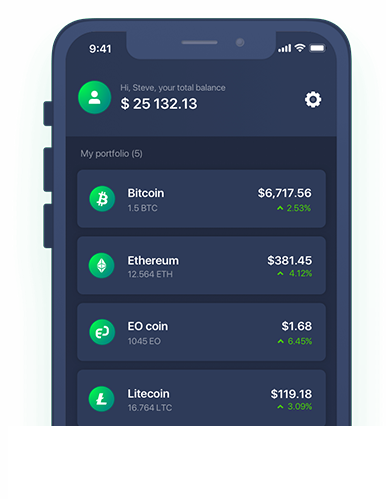 9:41
Hi, Steve, your total balance
$ 25 132.13
My portfolio (5)
Bitcoin
$6,717.56
1.5 BTC
2.53%
Ethereum
$381.45
12.564 ETH
4.12%
EO coin
$1.68
1045 EO
6.45%
Litecoin
$119.18
16.764 LTC
3.09%